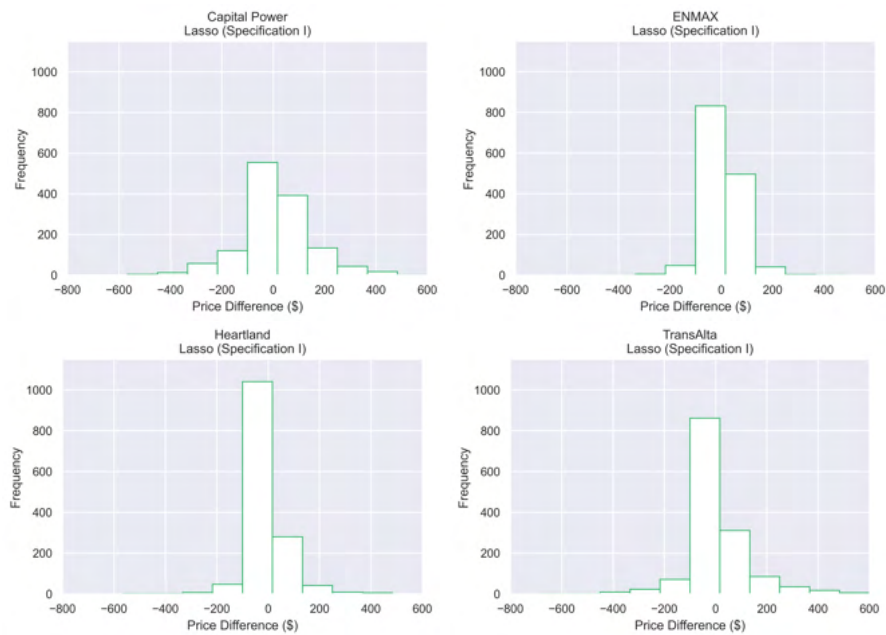 Capital Power
Lasso (Specification I)
1000
800
600
400
200
0
Frequency
−800 −600 −400 −200 0 200 400 600
Price Difference ($)
ENMAX
Lasso (Specification I)
1000
800
600
400
200
0
Frequency
−800 −600 −400 −200 0 200 400 600
Price Difference ($)
Heartland
Lasso (Specification I)
1000
800
600
400
200
0
Frequency
−800 −600 −400 −200 0 200 400 600
Price Difference ($)
TransAlta
Lasso (Specification I)
1000
800
600
400
200
0
Frequency
−800 −600 −400 −200 0 200 400 600
Price Difference ($)